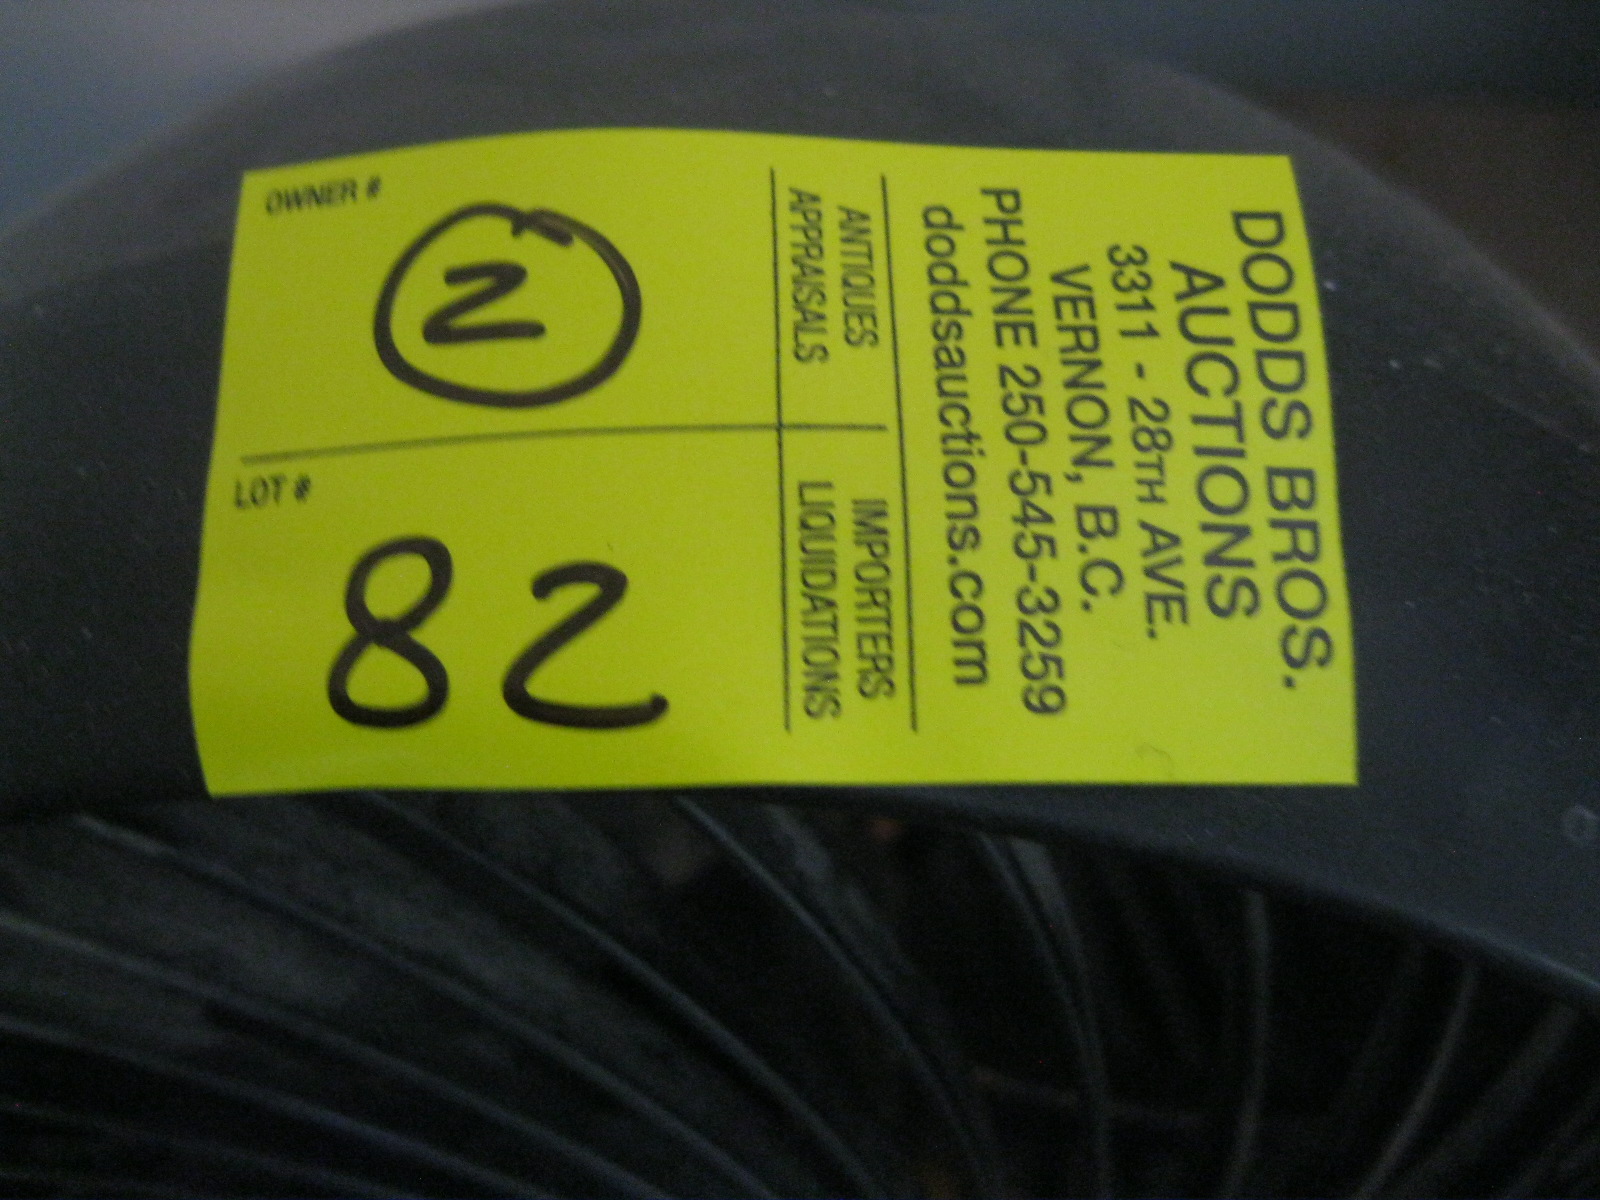 DODDS BROS.
AUCTIONS
3311 - 28TH AVE.
VERNON, B.C.
PHONE 250-545-3259
doddsauctions.com
ANTIQUES IMPORTERS
APPRAISALS LIQUIDATIONS
OWNER #
2
LOT #
82